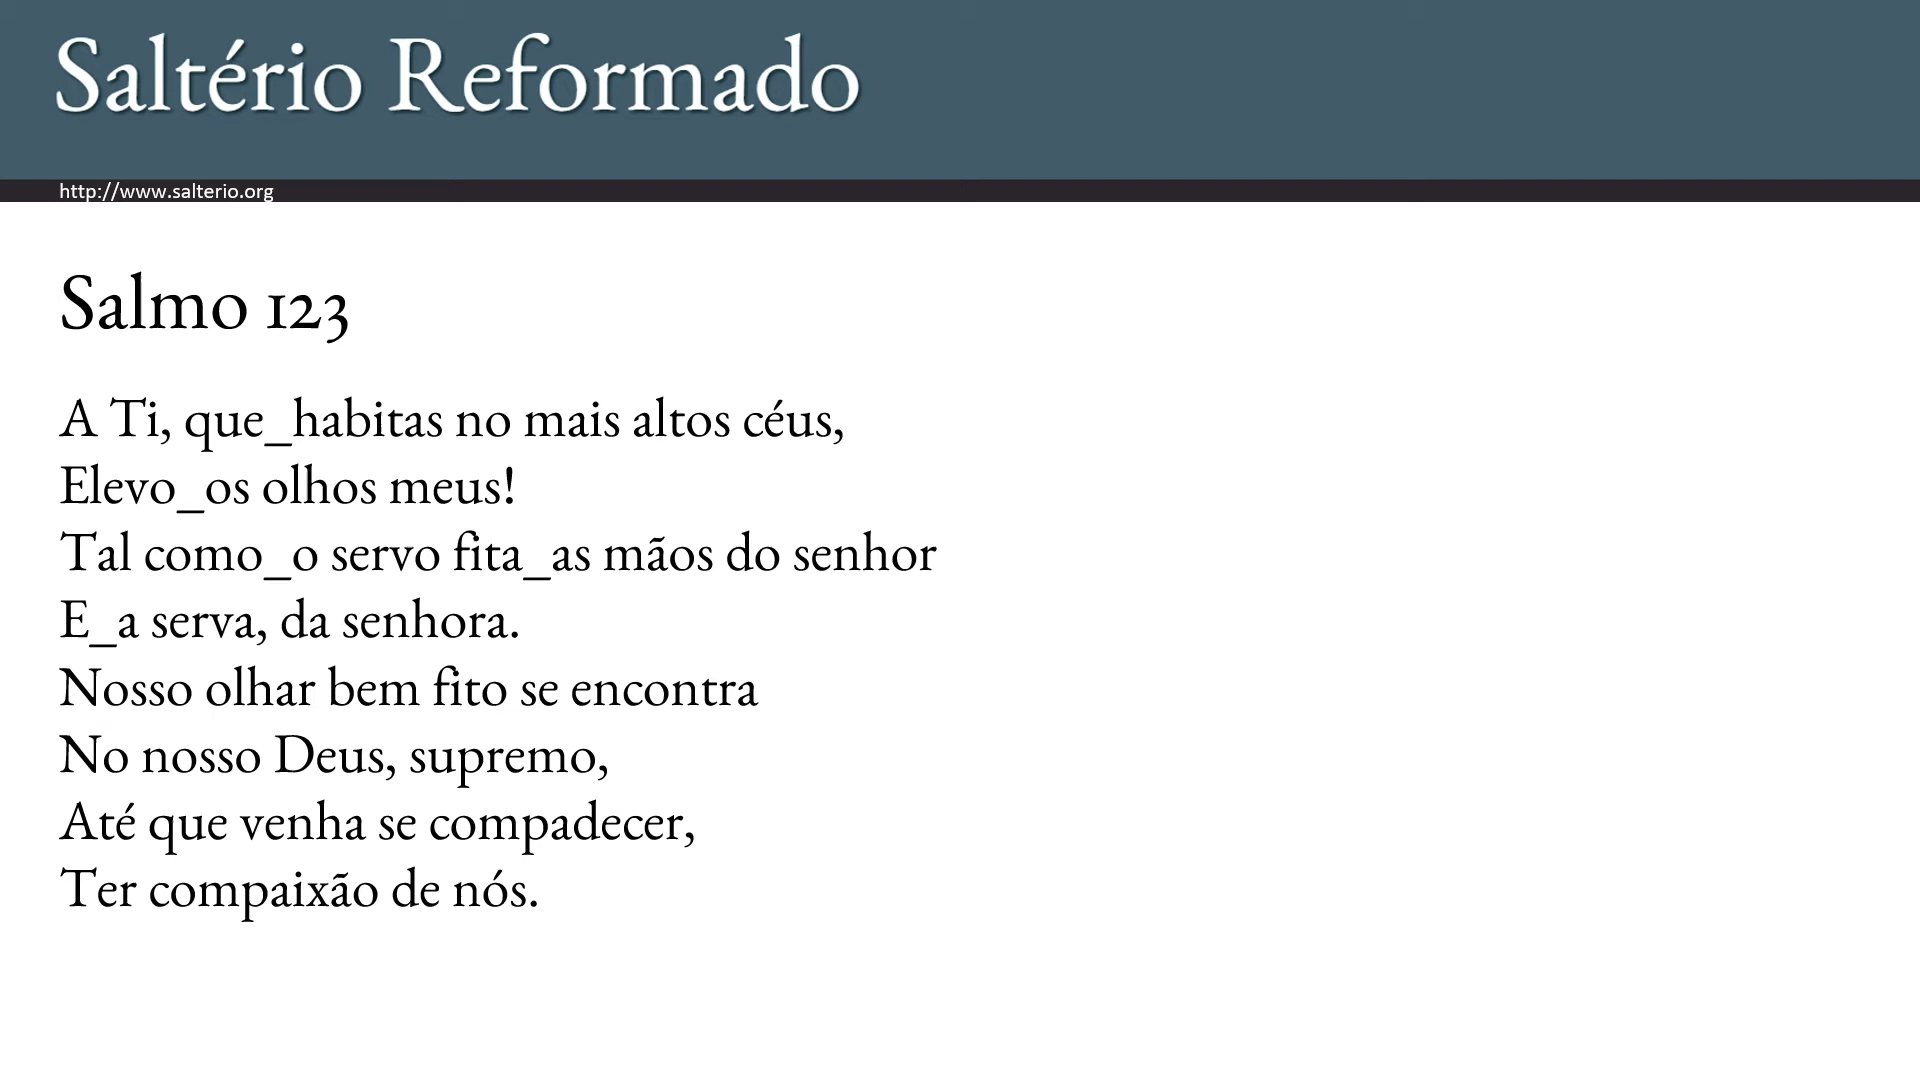 Saltério Reformado
http://www.salterio.org
Salmo 123
A Ti, que_habitas no mais altos céus,
Elevo_os olhos meus!
Tal como_o servo fita_as mãos do senhor
E_a serva, da senhora.
Nosso olhar bem fito se encontra
No nosso Deus, supremo,
Até que venha se compadecer,
Ter compaixão de nós.